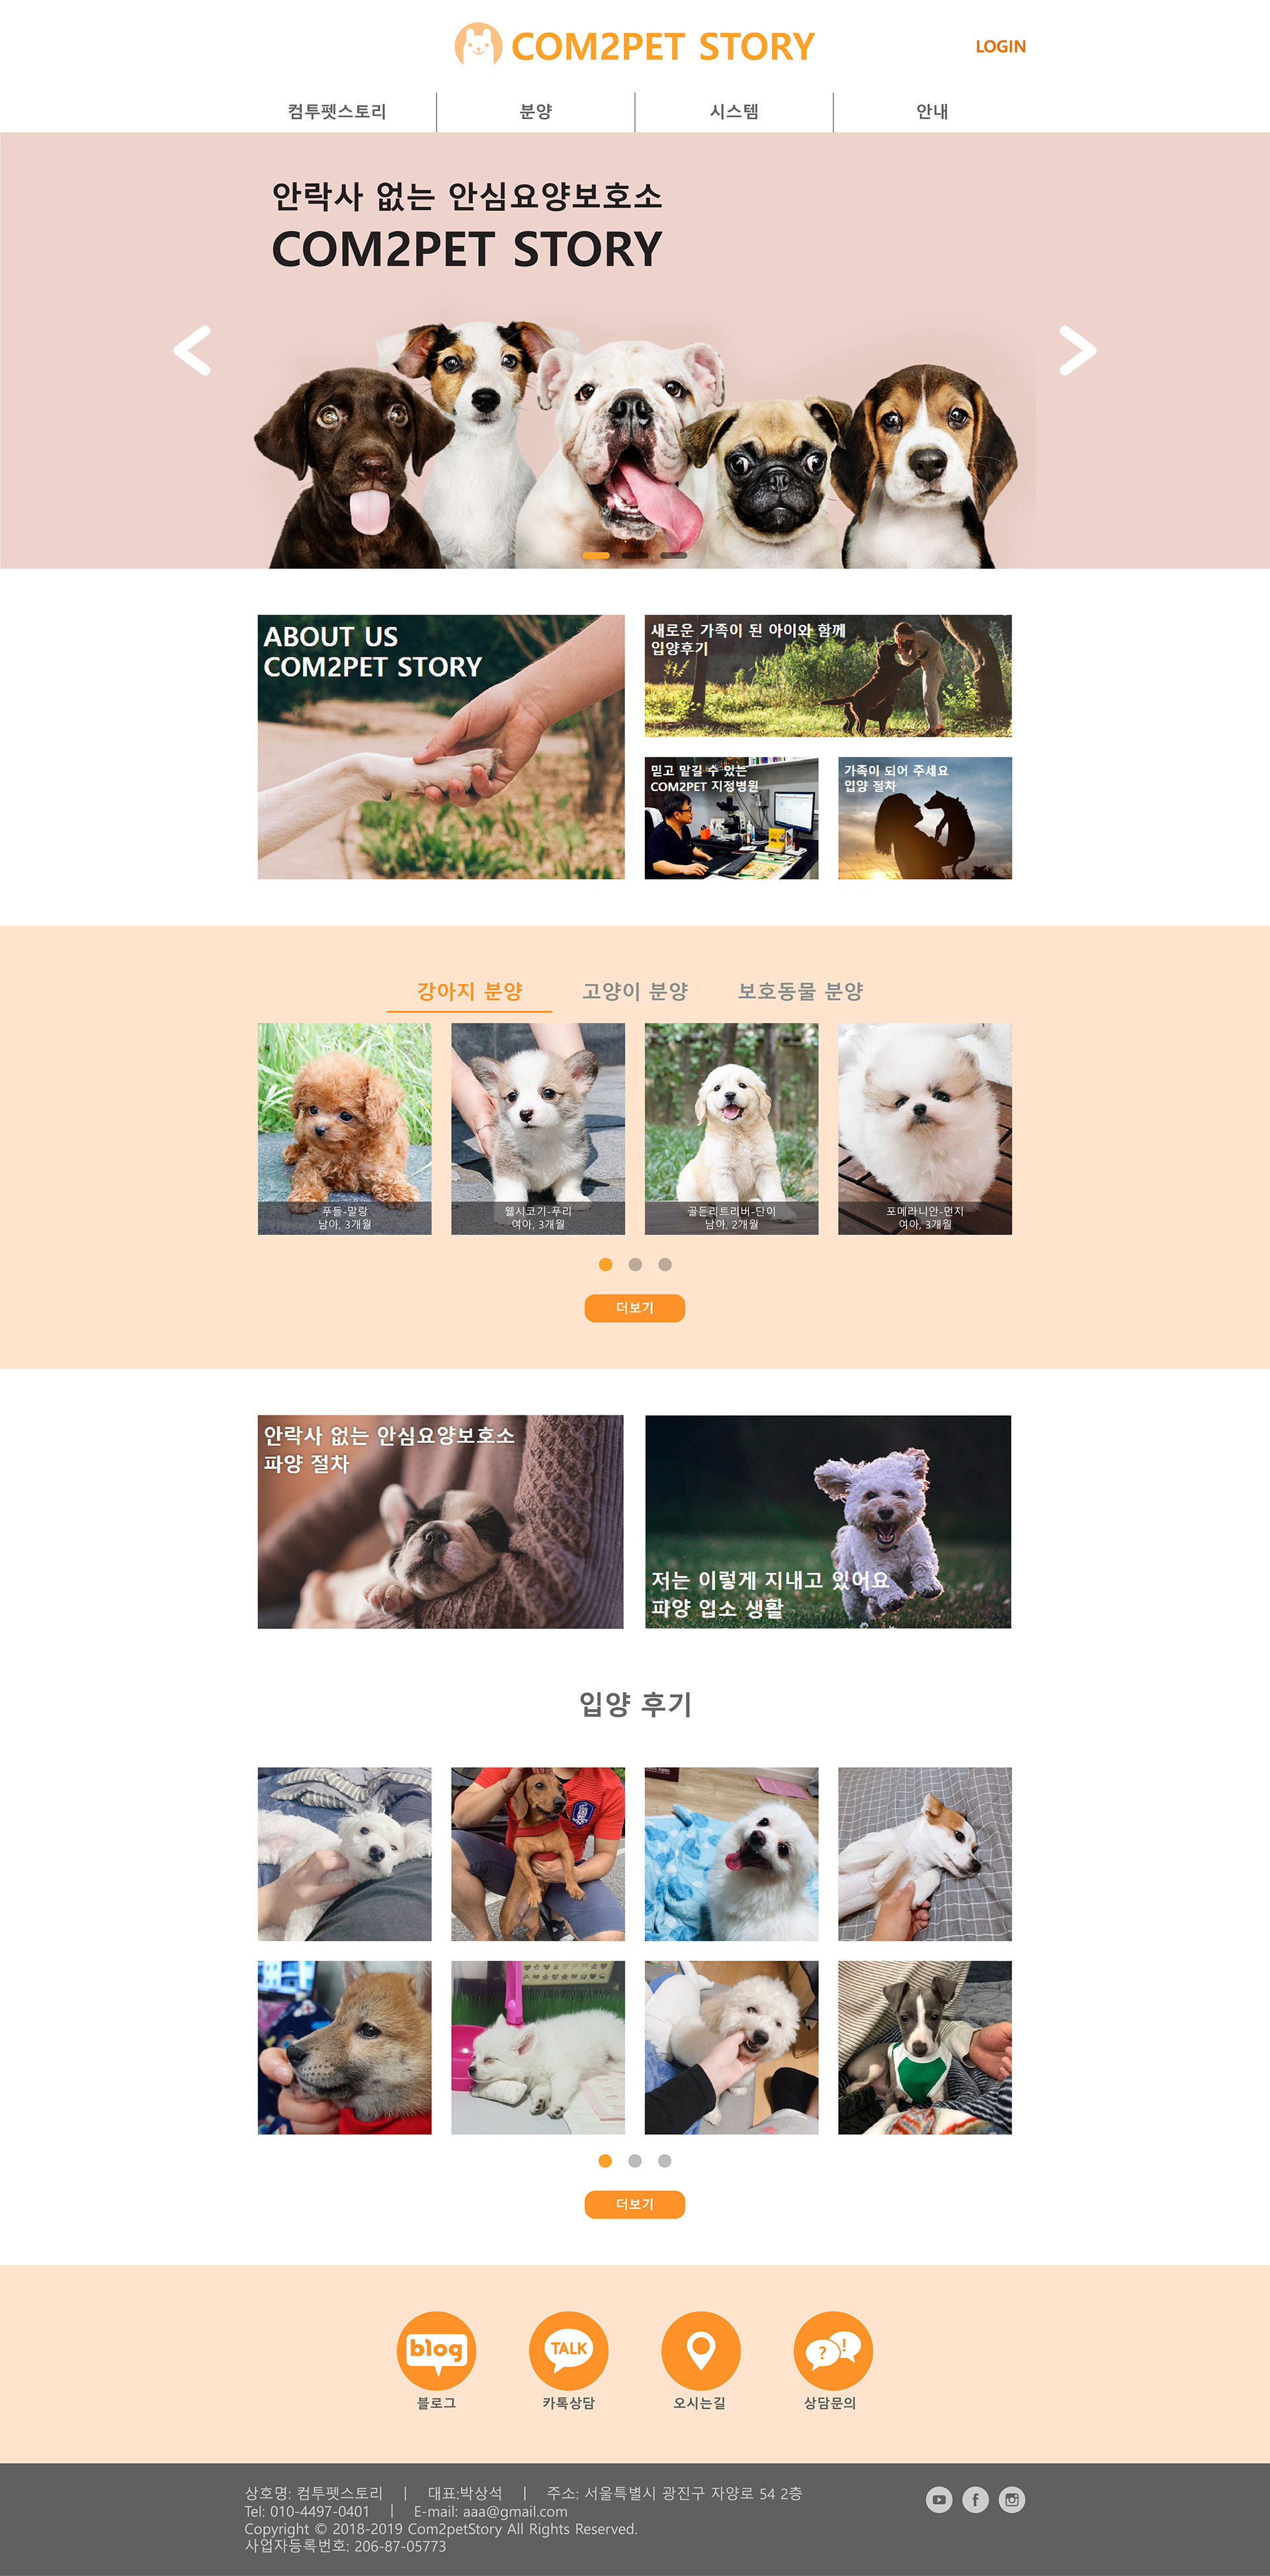 COM2PET STORY
LOGIN
컴투펫스토리
분양
시스템
안내
안락사 없는 안심요양보호소
COM2PET STORY
ABOUT US
COM2PET STORY
새로운 가족이 된 아이와 함께
입양후기
믿고 맡길 수 있는
COM2PET 지정병원
가족이 되어 주세요
입양 절차
강아지 분양
고양이 분양
보호동물 분양
푸들-말랑
남아, 3개월
웰시코기-푸리
여아, 3개월
골든리트리버-단이
남아, 2개월
포메라니안-먼지
여아, 3개월
더보기
안락사 없는 안심요양보호소
파양 절차
저는 이렇게 지내고 있어요
파양 입소 생활
입양 후기
더보기
blog
TALK
? !
블로그
카톡상담
오시는길
상담문의
상호명: 컴투펫스토리 | 대표:박상석 | 주소: 서울특별시 광진구 자양로 54 2층
Tel: 010-4497-0401 | E-mail: aaa@gmail.com
Copyright © 2018-2019 Com2petStory All Rights Reserved.
사업자등록번호: 206-87-05773